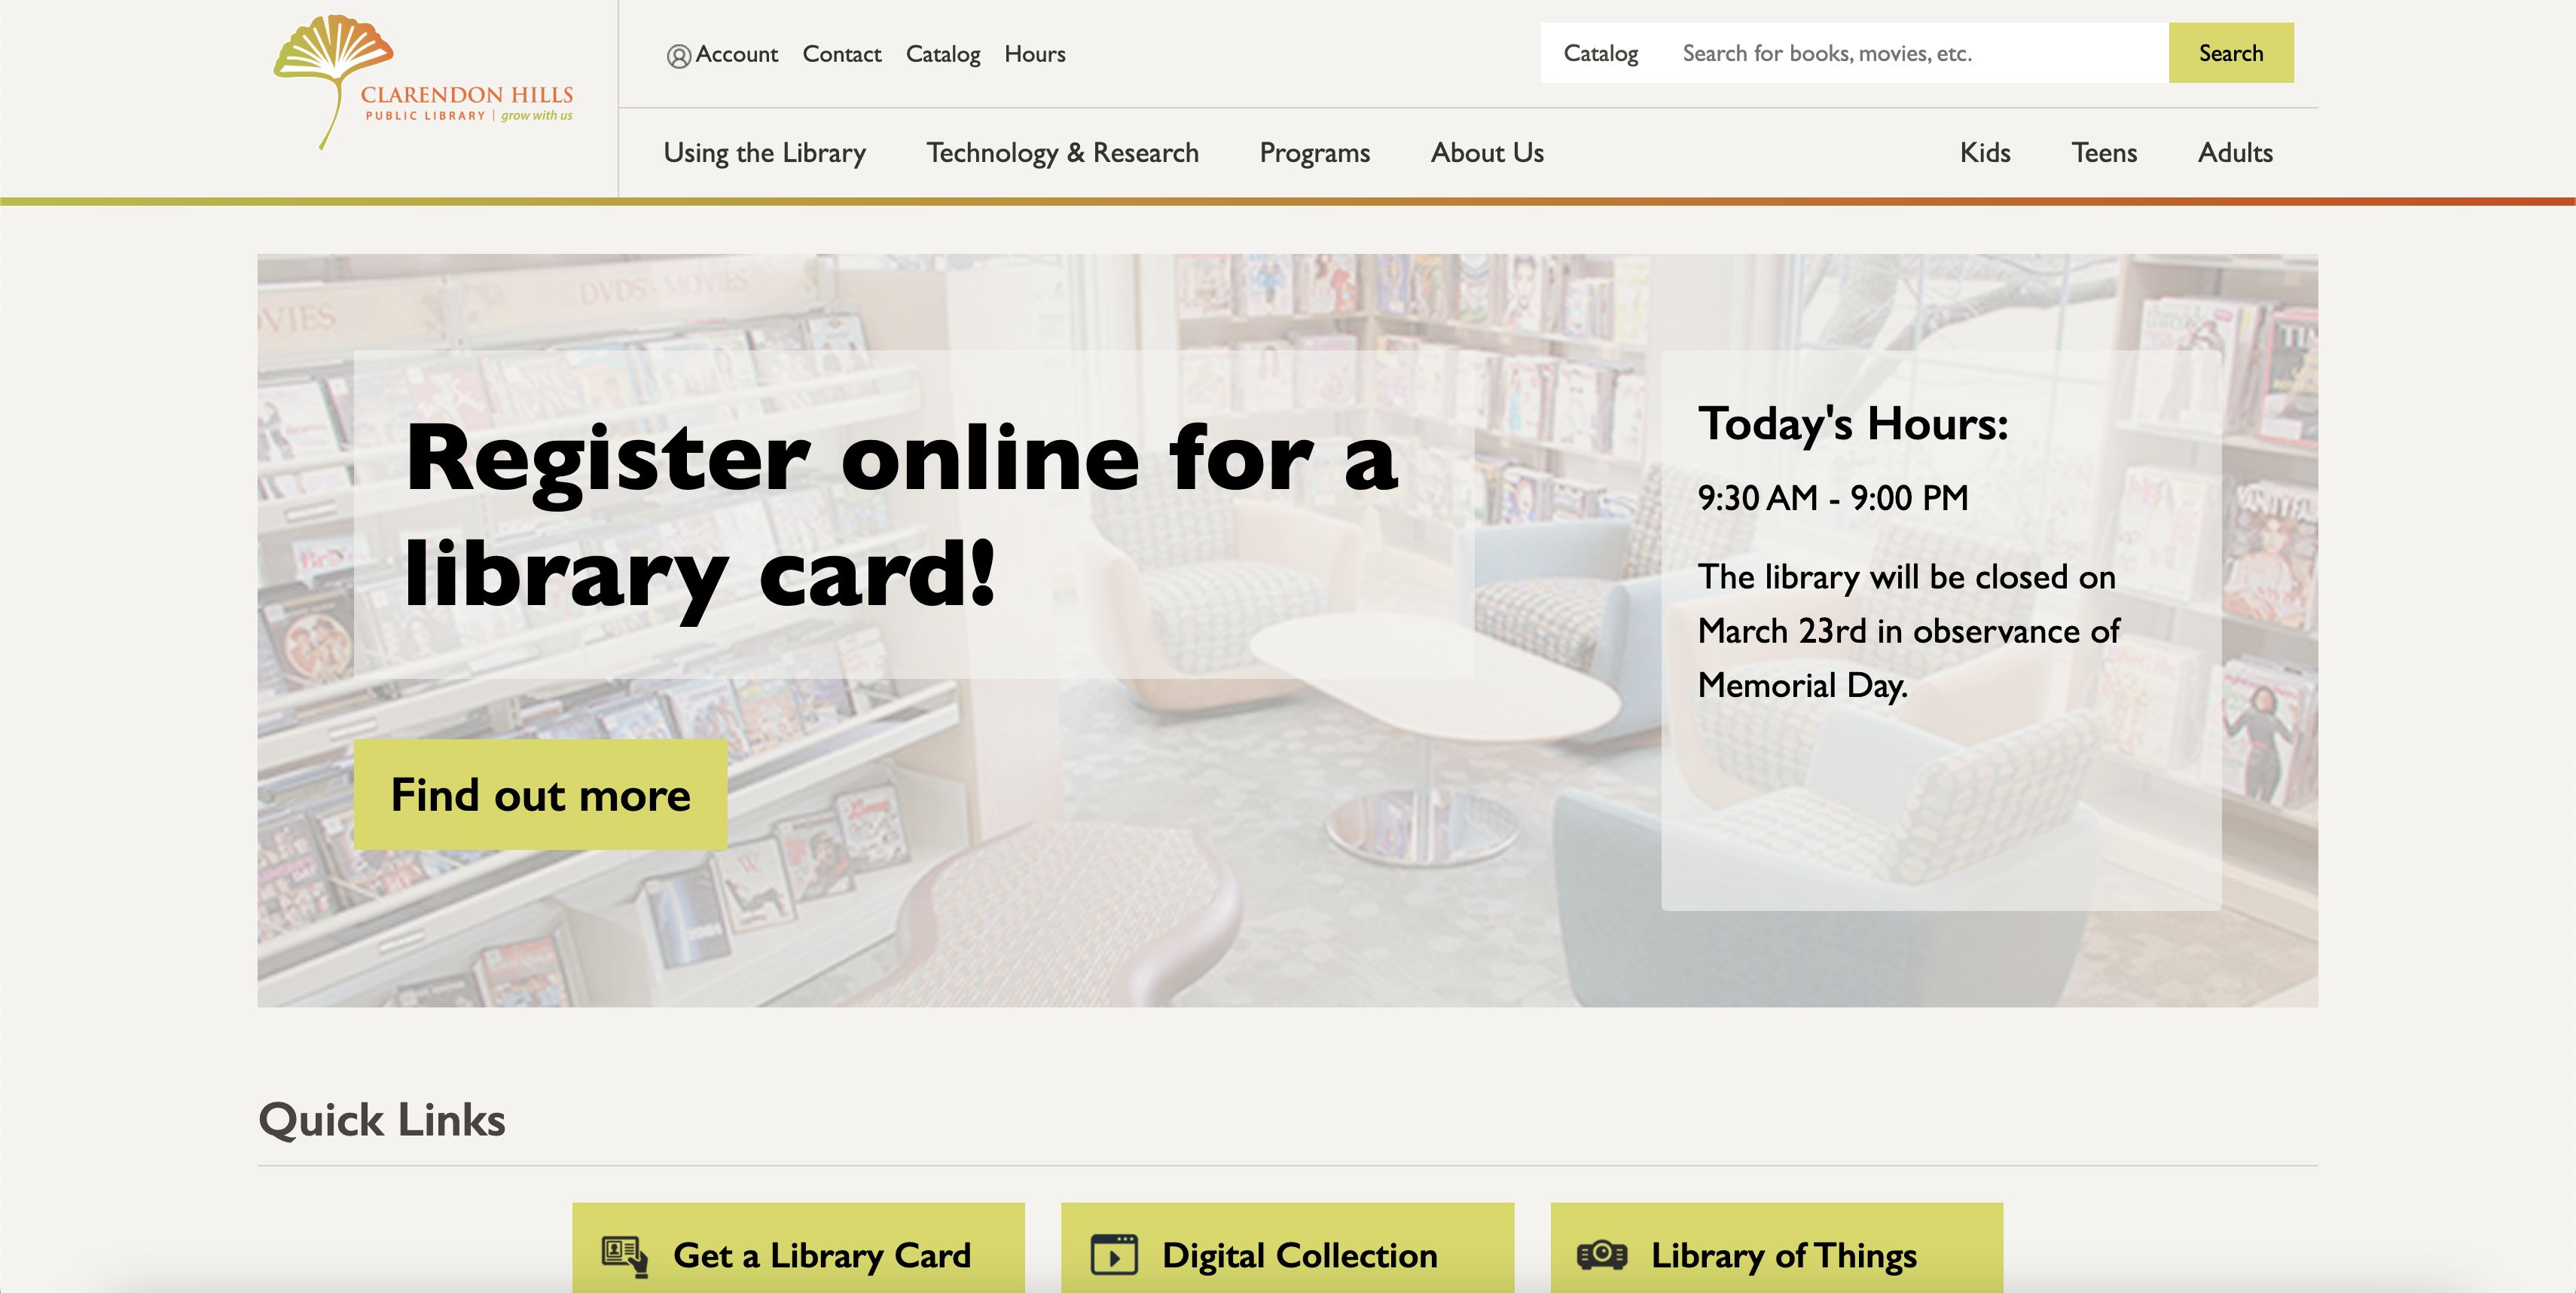 CLARENDON HILLS
PUBLIC LIBRARY | grow with us
Account Contact Catalog Hours
Catalog Search for books, movies, etc. Search
Using the Library Technology & Research Programs About Us Kids Teens Adults
VIES
DVDS - MOVIES
Register online for a
library card!
Find out more
Today's Hours:
9:30 AM - 9:00 PM
The library will be closed on
March 23rd in observance of
Memorial Day.
VANITY FAIR
Quick Links
Get a Library Card Digital Collection Library of Things